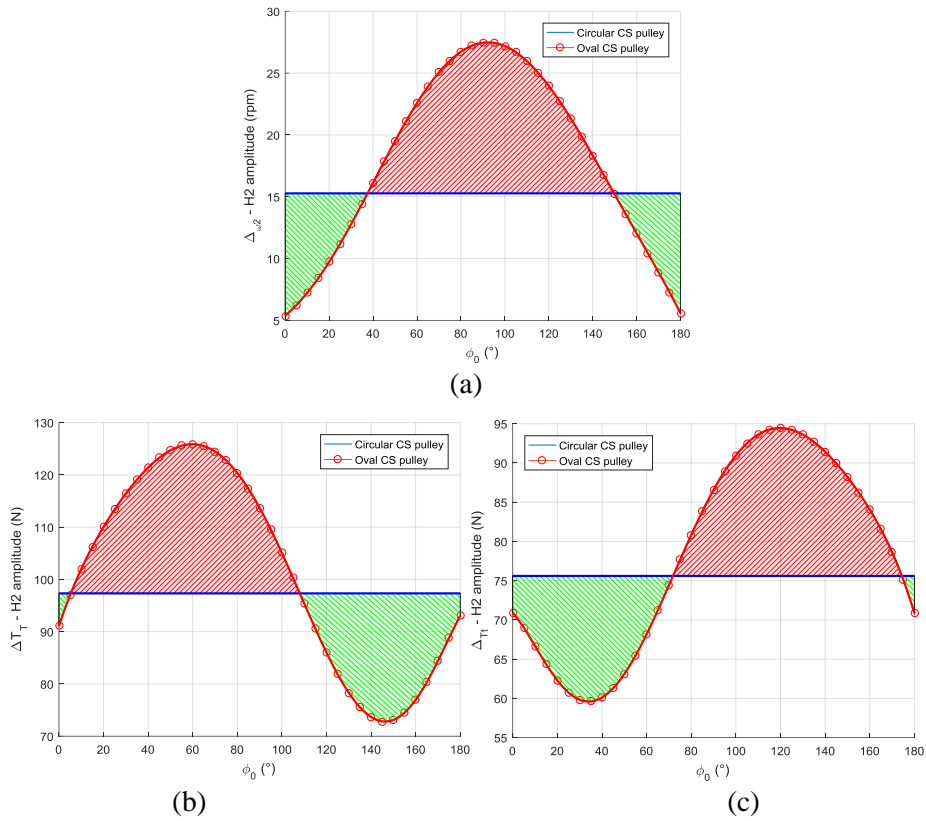 Circular CS pulley
Oval CS pulley
Δω2 - H2 amplitude (rpm)
30
25
20
15
10
5
0 20 40 60 80 100 120 140 160 180
ϕ0 (°)
(a)
Circular CS pulley
Oval CS pulley
ΔTT - H2 amplitude (N)
130
120
110
100
90
80
70
0 20 40 60 80 100 120 140 160 180
ϕ0 (°)
(b)
Circular CS pulley
Oval CS pulley
ΔTt - H2 amplitude (N)
95
90
85
80
75
70
65
60
55
0 20 40 60 80 100 120 140 160 180
ϕ0 (°)
(c)